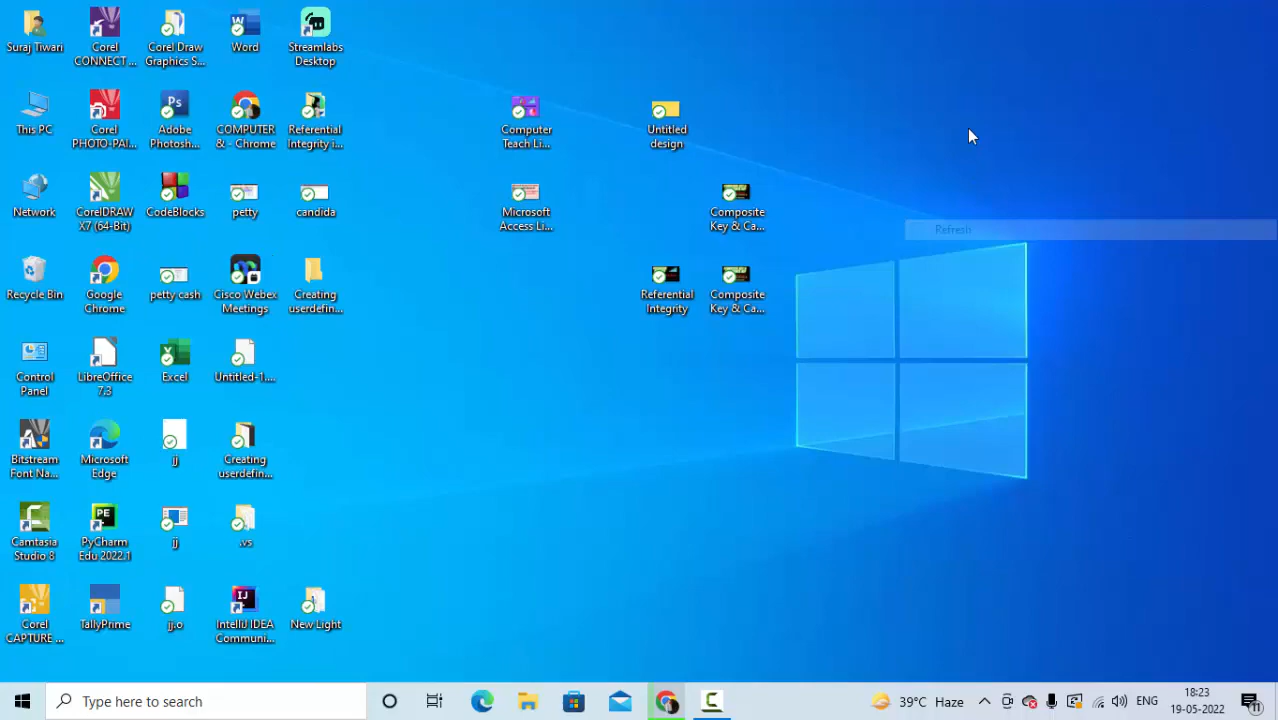 Suraj Tiwari
Corel
CONNECT ...
Corel Draw
Graphics S...
Word
Streamlabs
Desktop
This PC
Corel
PHOTO-PAI...
Adobe
Photosh...
COMPUTER
& - Chrome
Referential
Integrity i...
Computer
Teach Li...
Untitled
design
Network
CorelDRAW
X7 (64-Bit)
CodeBlocks
petty
candida
Microsoft
Access Li...
Composite
Key & Ca...
Refresh
Recycle Bin
Google
Chrome
petty cash
Cisco Webex
Meetings
Creating
userdefin...
Referential
Integrity
Composite
Key & Ca...
Control
Panel
LibreOffice
7.3
Excel
Untitled-1....
Bitstream
Font Na...
Microsoft
Edge
jj
Creating
userdefin...
Camtasia
Studio 8
PyCharm
Edu 2022.1
jj
.vs
Corel
CAPTURE ...
TallyPrime
jj.o
IntelliJ IDEA
Communi...
New Light
Type here to search
39°C Haze
ENG
18:23
19-05-2022
11